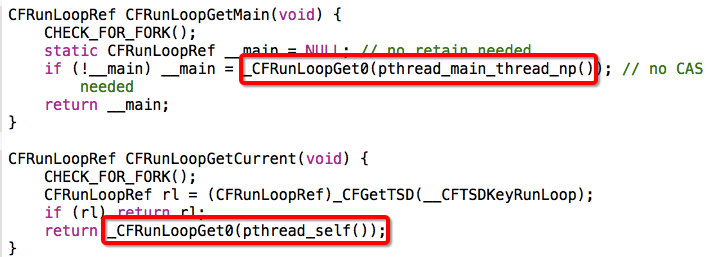 CFRunLoopRef CFRunLoopGetMain(void) {
CHECK_FOR_FORK();
static CFRunLoopRef __main = NULL; // no retain needed
if (!__main) __main = _CFRunLoopGet0(pthread_main_thread_np()); // no CAS
needed
return __main;
}
CFRunLoopRef CFRunLoopGetCurrent(void) {
CHECK_FOR_FORK();
CFRunLoopRef rl = (CFRunLoopRef)_CFGetTSD(__CFTSDKeyRunLoop);
if (rl) return rl;
return _CFRunLoopGet0(pthread_self());
}